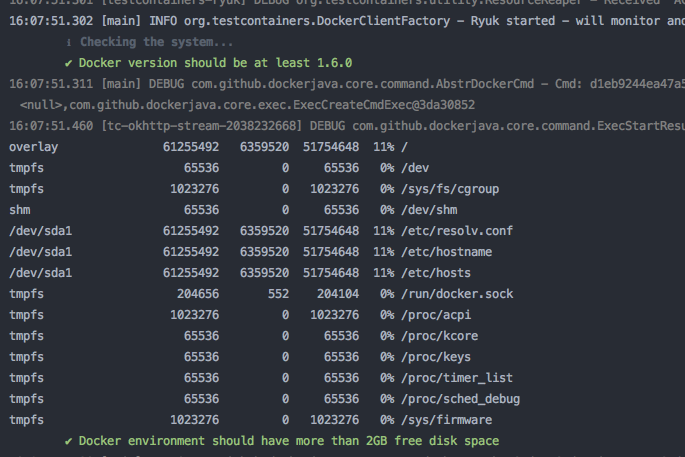 16:07:51.301 [testcontainers-ryuk] DEBUG org.testcontainers.utility.ResourceReaper - Received 'AC
16:07:51.302 [main] INFO org.testcontainers.DockerClientFactory - Ryuk started - will monitor and
ℹ Checking the system...
✔ Docker version should be at least 1.6.0
16:07:51.311 [main] DEBUG com.github.dockerjava.core.command.AbstrDockerCmd - Cmd: d1eb9244ea47a5
<null>,com.github.dockerjava.core.exec.ExecCreateCmdExec@3da30852
16:07:51.460 [tc-okhttp-stream-2038232668] DEBUG com.github.dockerjava.core.command.ExecStartResu
overlay 61255492 6359520 51754648 11% /
tmpfs 65536 0 65536 0% /dev
tmpfs 1023276 0 1023276 0% /sys/fs/cgroup
shm 65536 0 65536 0% /dev/shm
/dev/sda1 61255492 6359520 51754648 11% /etc/resolv.conf
/dev/sda1 61255492 6359520 51754648 11% /etc/hostname
/dev/sda1 61255492 6359520 51754648 11% /etc/hosts
tmpfs 204656 552 204104 0% /run/docker.sock
tmpfs 1023276 0 1023276 0% /proc/acpi
tmpfs 65536 0 65536 0% /proc/kcore
tmpfs 65536 0 65536 0% /proc/keys
tmpfs 65536 0 65536 0% /proc/timer_list
tmpfs 65536 0 65536 0% /proc/sched_debug
tmpfs 1023276 0 1023276 0% /sys/firmware
✔ Docker environment should have more than 2GB free disk space